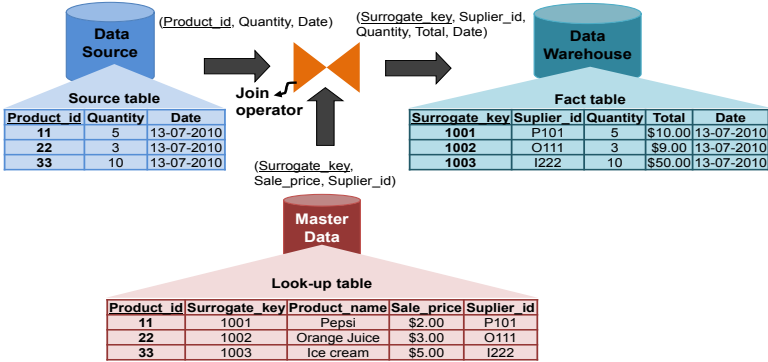 Data Source
(Product_id, Quantity, Date)
(Surrogate_key, Suplier_id,
Quantity, Total, Date)
Data Warehouse
Join
operator
Source table
Product_id Quantity Date
11 5 13-07-2010
22 3 13-07-2010
33 10 13-07-2010
Fact table
Surrogate_key Suplier_id Quantity Total Date
1001 P101 5 $10.00 13-07-2010
1002 O111 3 $9.00 13-07-2010
1003 I222 10 $50.00 13-07-2010
(Surrogate_key,
Sale_price, Suplier_id)
Master
Data
Look-up table
Product_id Surrogate_key Product_name Sale_price Suplier_id
11 1001 Pepsi $2.00 P101
22 1002 Orange Juice $3.00 O111
33 1003 Ice cream $5.00 I222